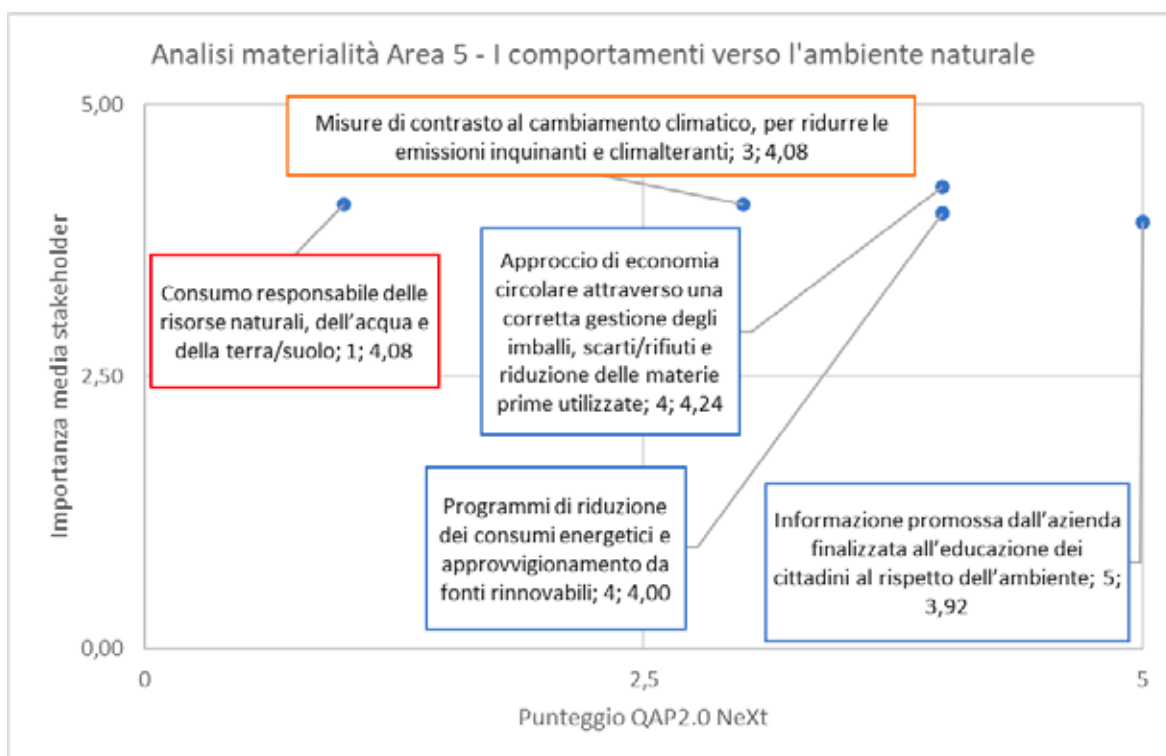 Analisi materialità Area 5 - I comportamenti verso l'ambiente naturale
5,00
Misure di contrasto al cambiamento climatico, per ridurre le
emissioni inquinanti e climalteranti; 3; 4,08
Importanza media stakeholder
Consumo responsabile delle
risorse naturali, dell’acqua e
della terra/suolo; 1; 4,08
Approccio di economia
circolare attraverso una
corretta gestione degli
imballi, scarti/rifiuti e
riduzione delle materie
prime utilizzate; 4; 4,24
2,50
Programmi di riduzione
dei consumi energetici e
approvvigionamento da
fonti rinnovabili; 4; 4,00
Informazione promossa dall’azienda
finalizzata all’educazione dei
cittadini al rispetto dell’ambiente; 5;
3,92
0,00
0
2,5
5
Punteggio QAP2.0 NeXt